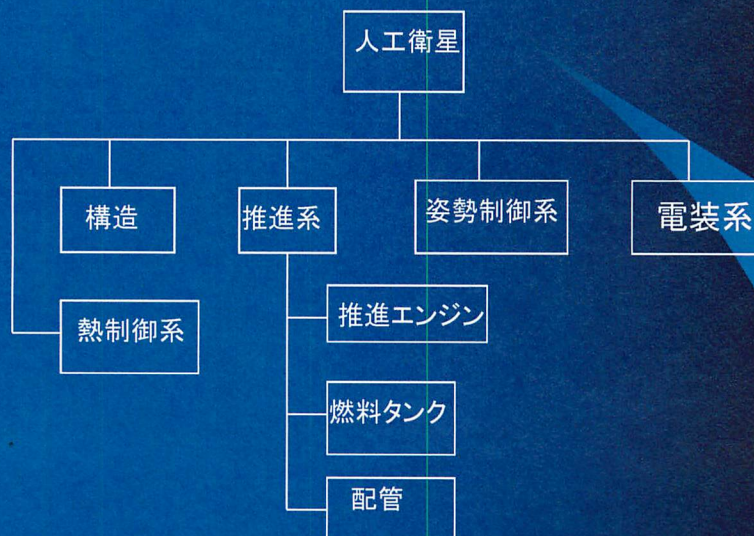 人工衛星
構造
推進系
姿勢制御系
電装系
熱制御系
推進エンジン
燃料タンク
配管